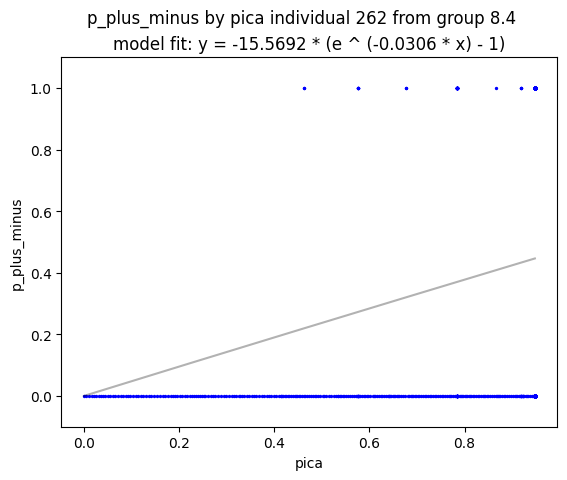 p_plus_minus by pica individual 262 from group 8.4
model fit: y = -15.5692 * (e ^ (-0.0306 * x) - 1)
1.0
0.8
0.6
0.4
0.2
0.0
p_plus_minus
0.0 0.2 0.4 0.6 0.8
pica